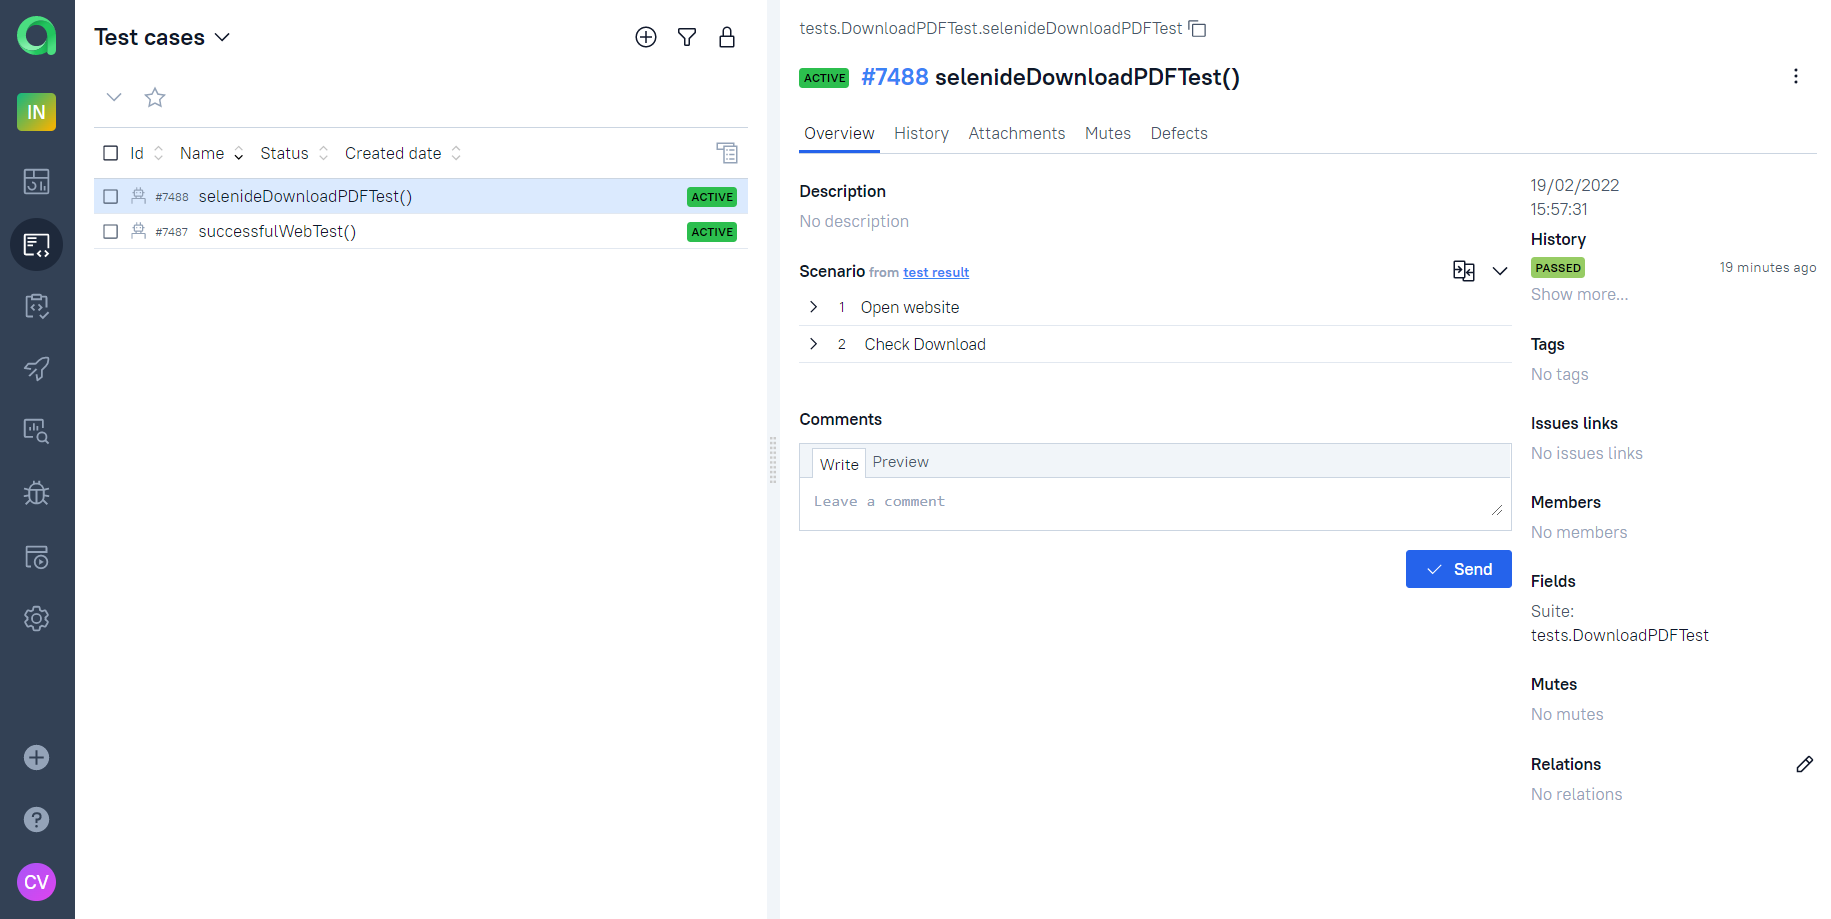 IN
CV
Test cases
Id Name Status Created date
#7488 selenideDownloadPDFTest() ACTIVE
#7487 successfulWebTest() ACTIVE
tests.DownloadPDFTest.selenideDownloadPDFTest
ACTIVE #7488 selenideDownloadPDFTest()
Overview History Attachments Mutes Defects
Description
No description
Scenario from test result
1 Open website
2 Check Download
Comments
Write Preview
Leave a comment
Send
19/02/2022
15:57:31
History
PASSED 19 minutes ago
Show more...
Tags
No tags
Issues links
No issues links
Members
No members
Fields
Suite:
tests.DownloadPDFTest
Mutes
No mutes
Relations
No relations